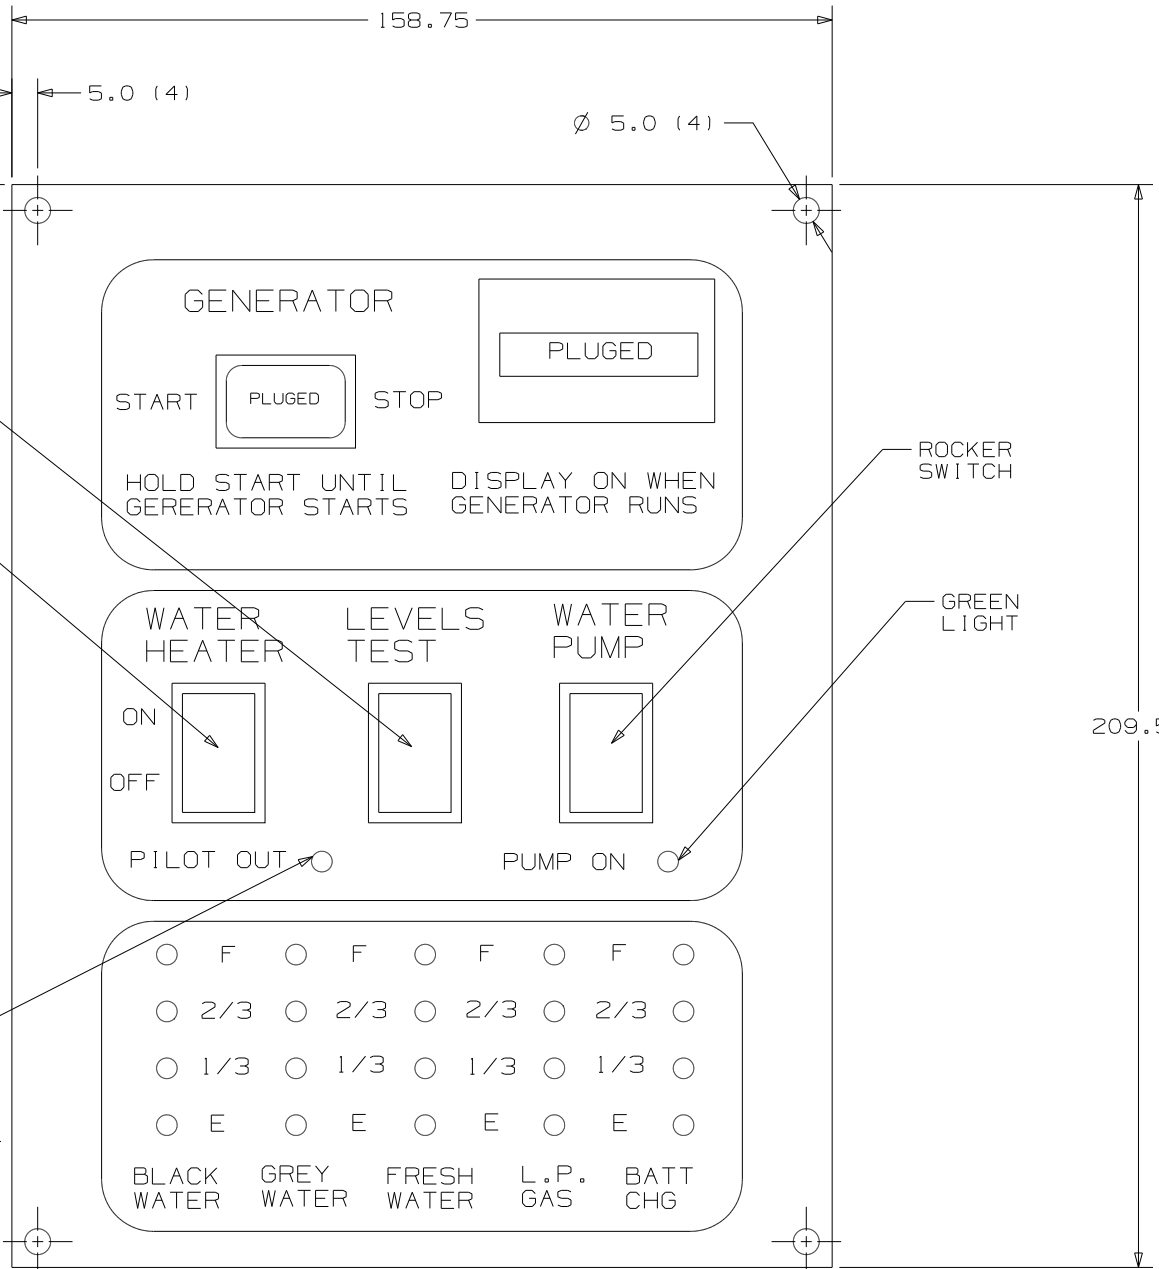 158.75
5.0 (4)
Ø 5.0 (4)
GENERATOR
PLUGED
START
PLUGED
STOP
HOLD START UNTIL
GERERATOR STARTS
DISPLAY ON WHEN
GENERATOR RUNS
ROCKER
SWITCH
WATER
HEATER
LEVELS
TEST
WATER
PUMP
GREEN
LIGHT
ON
OFF
209.5
PILOT OUT
PUMP ON
F F F F
2/3 2/3 2/3 2/3
1/3 1/3 1/3 1/3
E E E E
BLACK
WATER
GREY
WATER
FRESH
WATER
L.P.
GAS
BATT
CHG